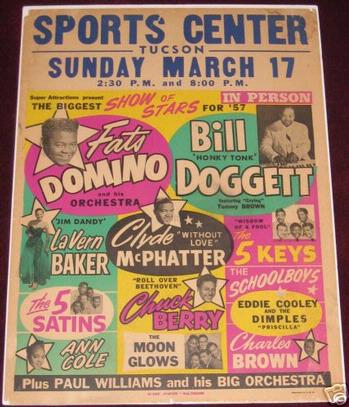 SPORTS CENTER
TUCSON
SUNDAY MARCH 17
2:30 P.M. and 8:00 P.M.
Super Attractions present
THE BIGGEST SHOW OF STARS FOR '57
IN PERSON
Fats
DOMINO
and his
ORCHESTRA
Bill
"HONKY TONK"
DOGGETT
featuring "Crying"
Tommy BROWN
"JIM DANDY"
LaVern
BAKER
Clyde
"WITHOUT LOVE"
McPHATTER
"WISDOM OF A FOOL"
The 5 KEYS
THE SCHOOLBOYS
The 5
SATINS
"ROLL OVER BEETHOVEN"
Chuck
BERRY
EDDIE COOLEY
and the
DIMPLES
"PRISCILLA"
ANN
COLE
THE
MOON
GLOWS
Charles
BROWN
Plus PAUL WILLIAMS and his BIG ORCHESTRA